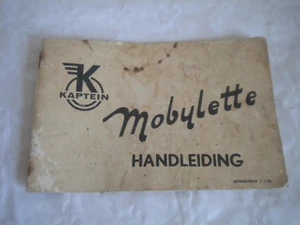 K
KAPTEIN
Mobylette
HANDLEIDING